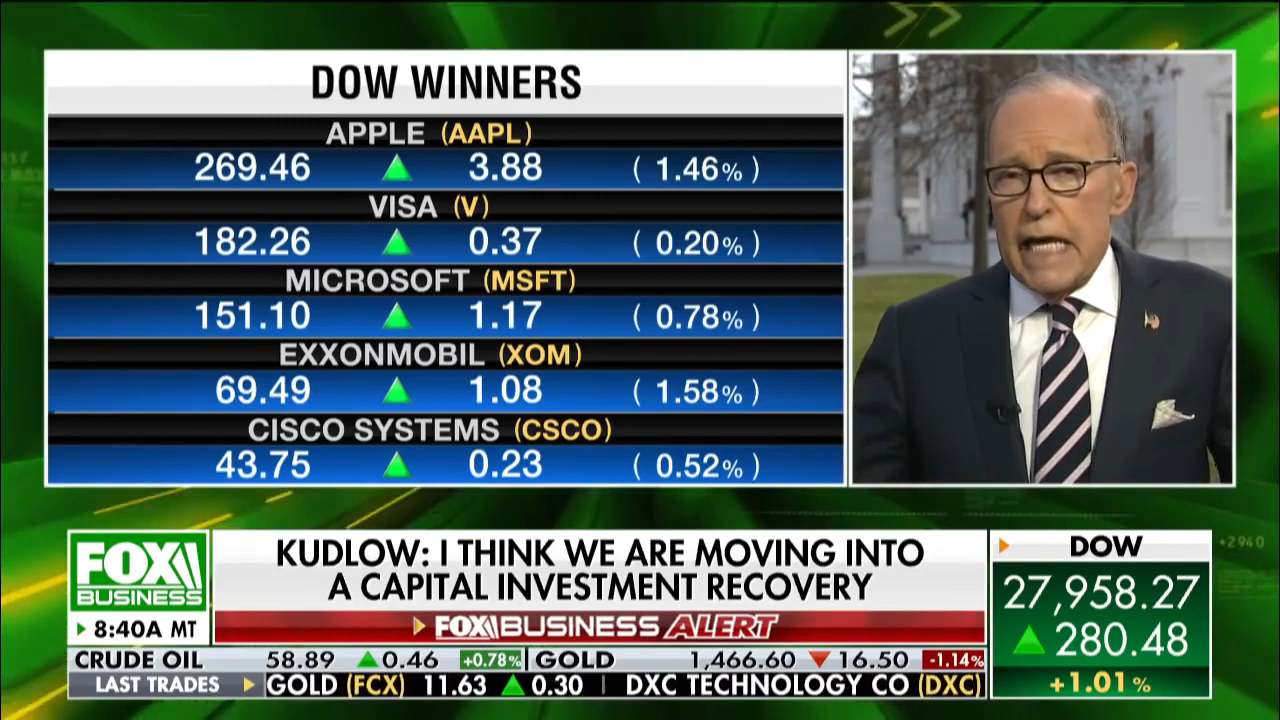 DOW WINNERS
APPLE (AAPL)
269.46 ▲ 3.88 ( 1.46% )
VISA (V)
182.26 ▲ 0.37 ( 0.20% )
MICROSOFT (MSFT)
151.10 ▲ 1.17 ( 0.78% )
EXXONMOBIL (XOM)
69.49 ▲ 1.08 ( 1.58% )
CISCO SYSTEMS (CSCO)
43.75 ▲ 0.23 ( 0.52% )
FOX
BUSINESS
8:40A MT
KUDLOW: I THINK WE ARE MOVING INTO
A CAPITAL INVESTMENT RECOVERY
FOX BUSINESS ALERT
DOW
27,958.27
▲ 280.48
+1.01%
CRUDE OIL 58.89 ▲ 0.46 +0.78% GOLD 1,466.60 ▼ 16.50 -1.14%
LAST TRADES GOLD (FCX) 11.63 ▲ 0.30 | DXC TECHNOLOGY CO (DXC)
+2940